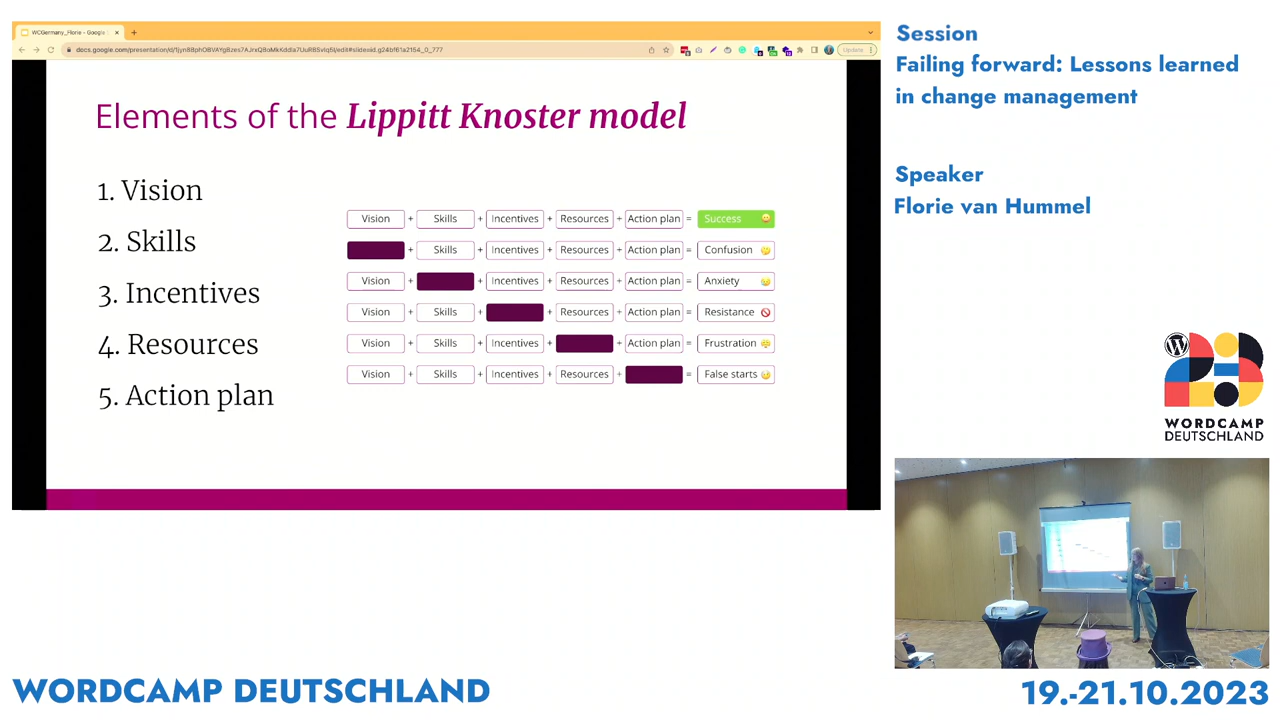 WCGermany_Florie - Google
Update
Elements of the Lippitt Knoster model
1. Vision
2. Skills
3. Incentives
4. Resources
5. Action plan
Vision + Skills + Incentives + Resources + Action plan = Success
+ Skills + Incentives + Resources + Action plan = Confusion
Vision + + Incentives + Resources + Action plan = Anxiety
Vision + Skills + + Resources + Action plan = Resistance
Vision + Skills + Incentives + + Action plan = Frustration
Vision + Skills + Incentives + Resources + = False starts
Session
Failing forward: Lessons learned
in change management
Speaker
Florie van Hummel
WORDCAMP
DEUTSCHLAND
WORDCAMP DEUTSCHLAND
19.-21.10.2023